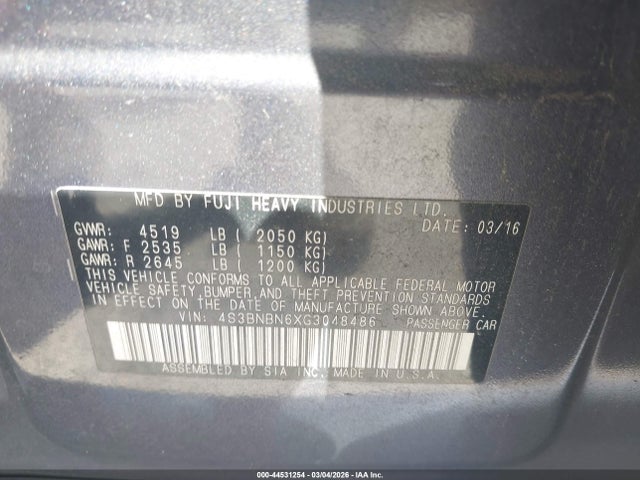 MFD BY FUJI HEAVY INDUSTRIES LTD.
DATE: 03/16
GVWR: 4519 LB ( 2050 KG)
GAWR: F 2535 LB ( 1150 KG)
GAWR: R 2645 LB ( 1200 KG)
THIS VEHICLE CONFORMS TO ALL APPLICABLE FEDERAL MOTOR
VEHICLE SAFETY, BUMPER, AND THEFT PREVENTION STANDARDS
IN EFFECT ON THE DATE OF MANUFACTURE SHOWN ABOVE.
VIN: 4S3BNBN6XG3048486 PASSENGER CAR
ASSEMBLED BY SIA INC. MADE IN U.S.A.
000-44531254 | 03/04/2026 - IAA, Inc.